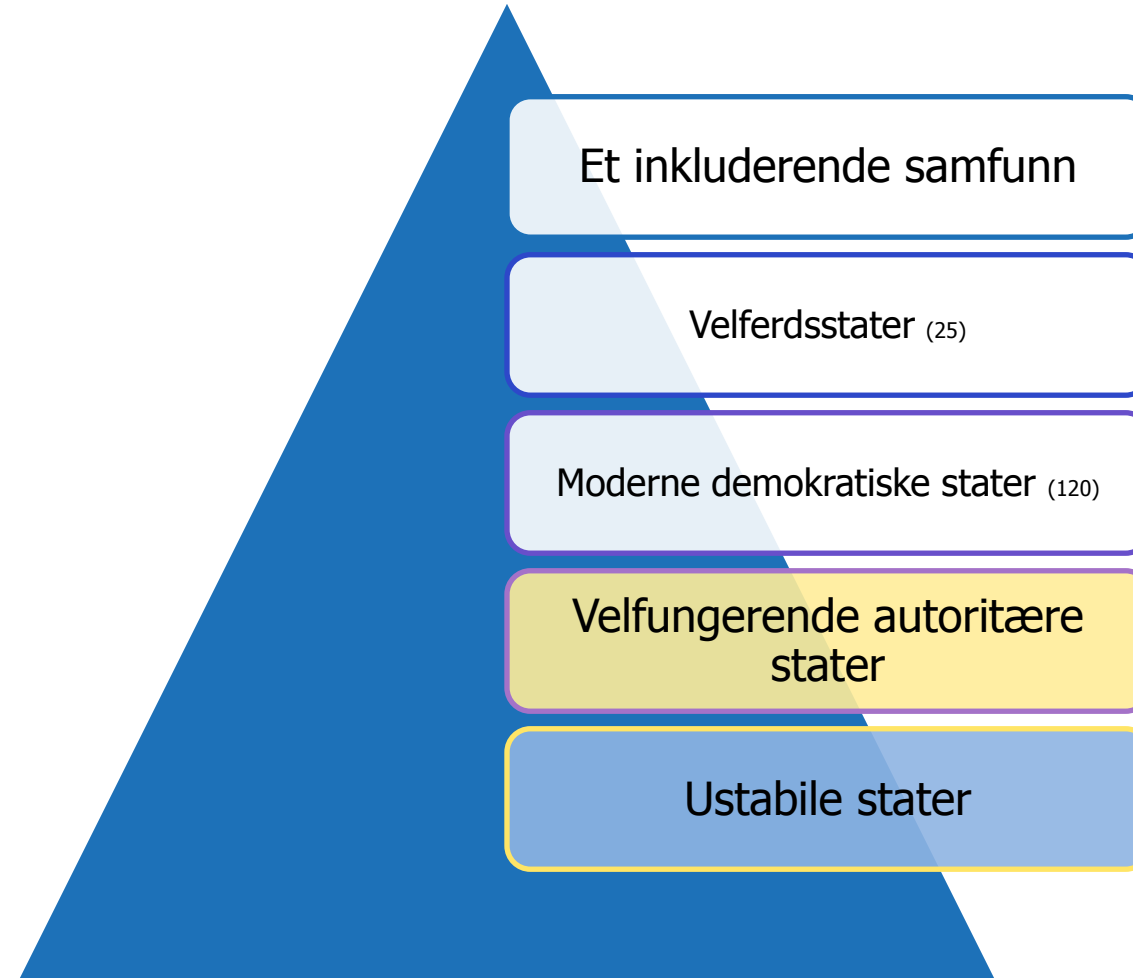 Et inkluderende samfunn
Velferdsstater (25)
Moderne demokratiske stater (120)
Velfungerende autoritære
stater
Ustabile stater